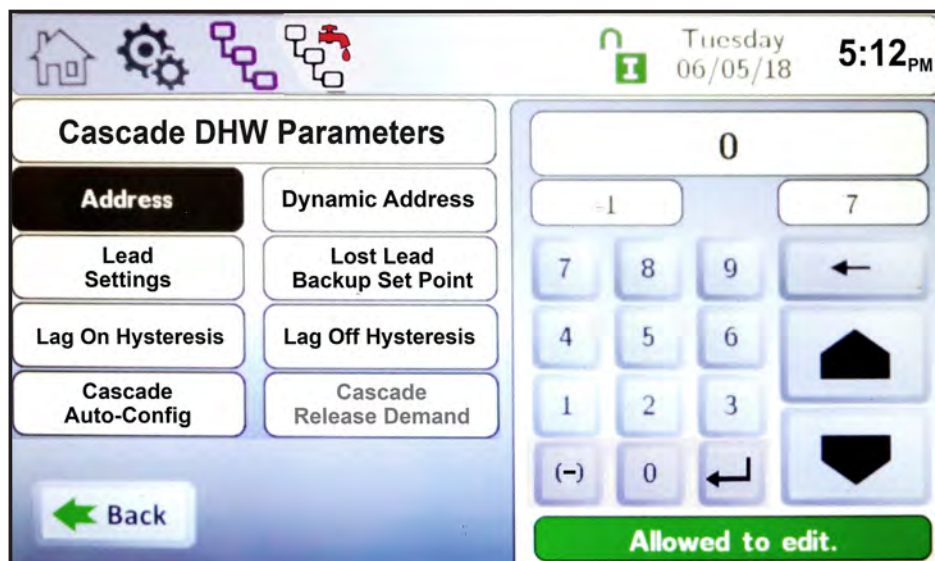 Tuesday
06/05/18
5:12PM
Cascade DHW Parameters
Address
Dynamic Address
Lead
Settings
Lost Lead
Backup Set Point
Lag On Hysteresis
Lag Off Hysteresis
Cascade
Auto-Config
Cascade
Release Demand
Back
0
-1
7
7 8 9
4 5 6
1 2 3
(-) 0
Allowed to edit.